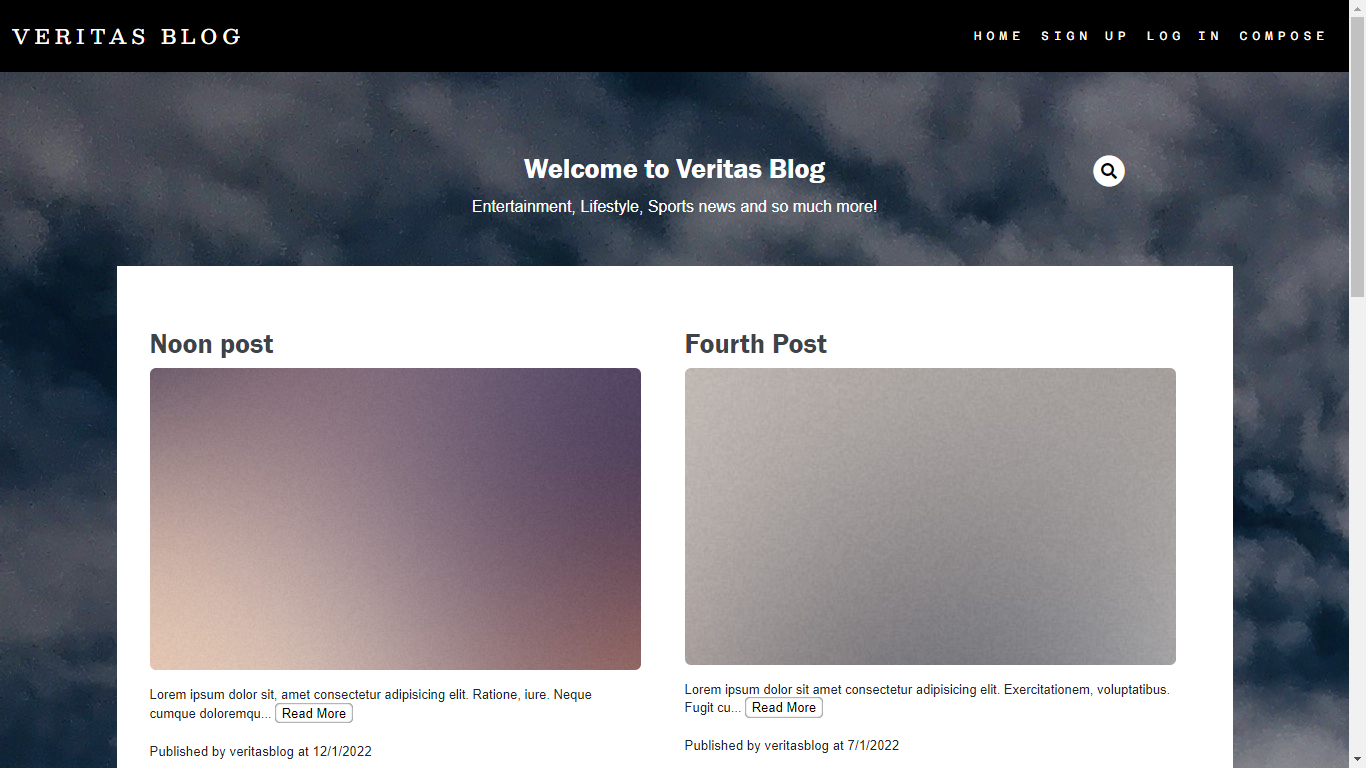 VERITAS BLOG
HOME SIGN UP LOG IN COMPOSE
Welcome to Veritas Blog
Entertainment, Lifestyle, Sports news and so much more!
Noon post
Lorem ipsum dolor sit, amet consectetur adipisicing elit. Ratione, iure. Neque
cumque doloremqu... Read More
Published by veritasblog at 12/1/2022
Fourth Post
Lorem ipsum dolor sit amet consectetur adipisicing elit. Exercitationem, voluptatibus.
Fugit cu... Read More
Published by veritasblog at 7/1/2022